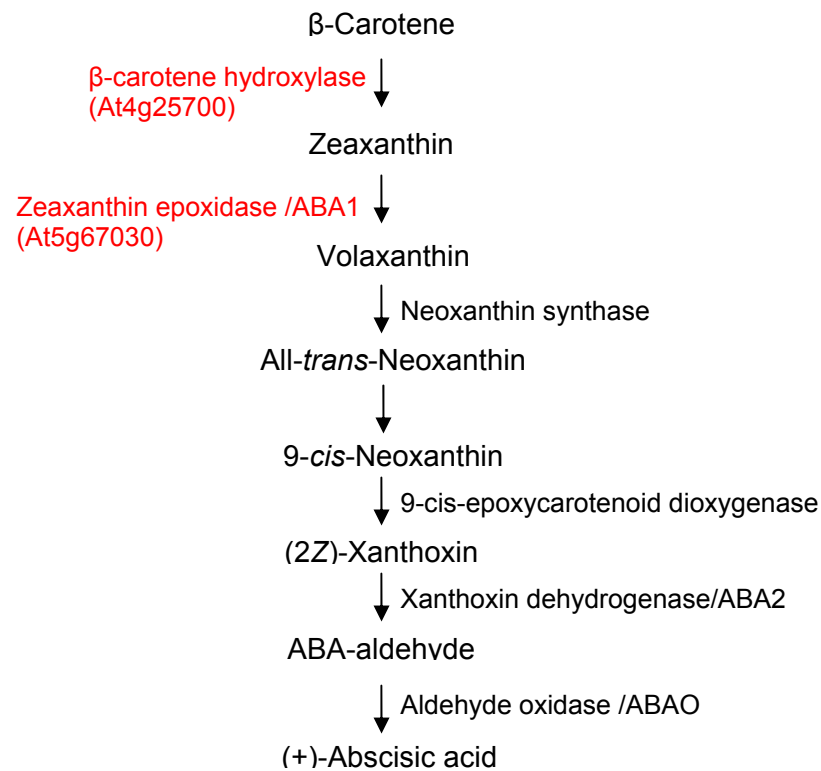 β-Carotene
β-carotene hydroxylase
(At4g25700)
Zeaxanthin
Zeaxanthin epoxidase /ABA1
(At5g67030)
Volaxanthin
Neoxanthin synthase
All-trans-Neoxanthin
9-cis-Neoxanthin
9-cis-epoxycarotenoid dioxygenase
(2Z)-Xanthoxin
Xanthoxin dehydrogenase/ABA2
ABA-aldehyde
Aldehyde oxidase /ABAO
(+)-Abscisic acid